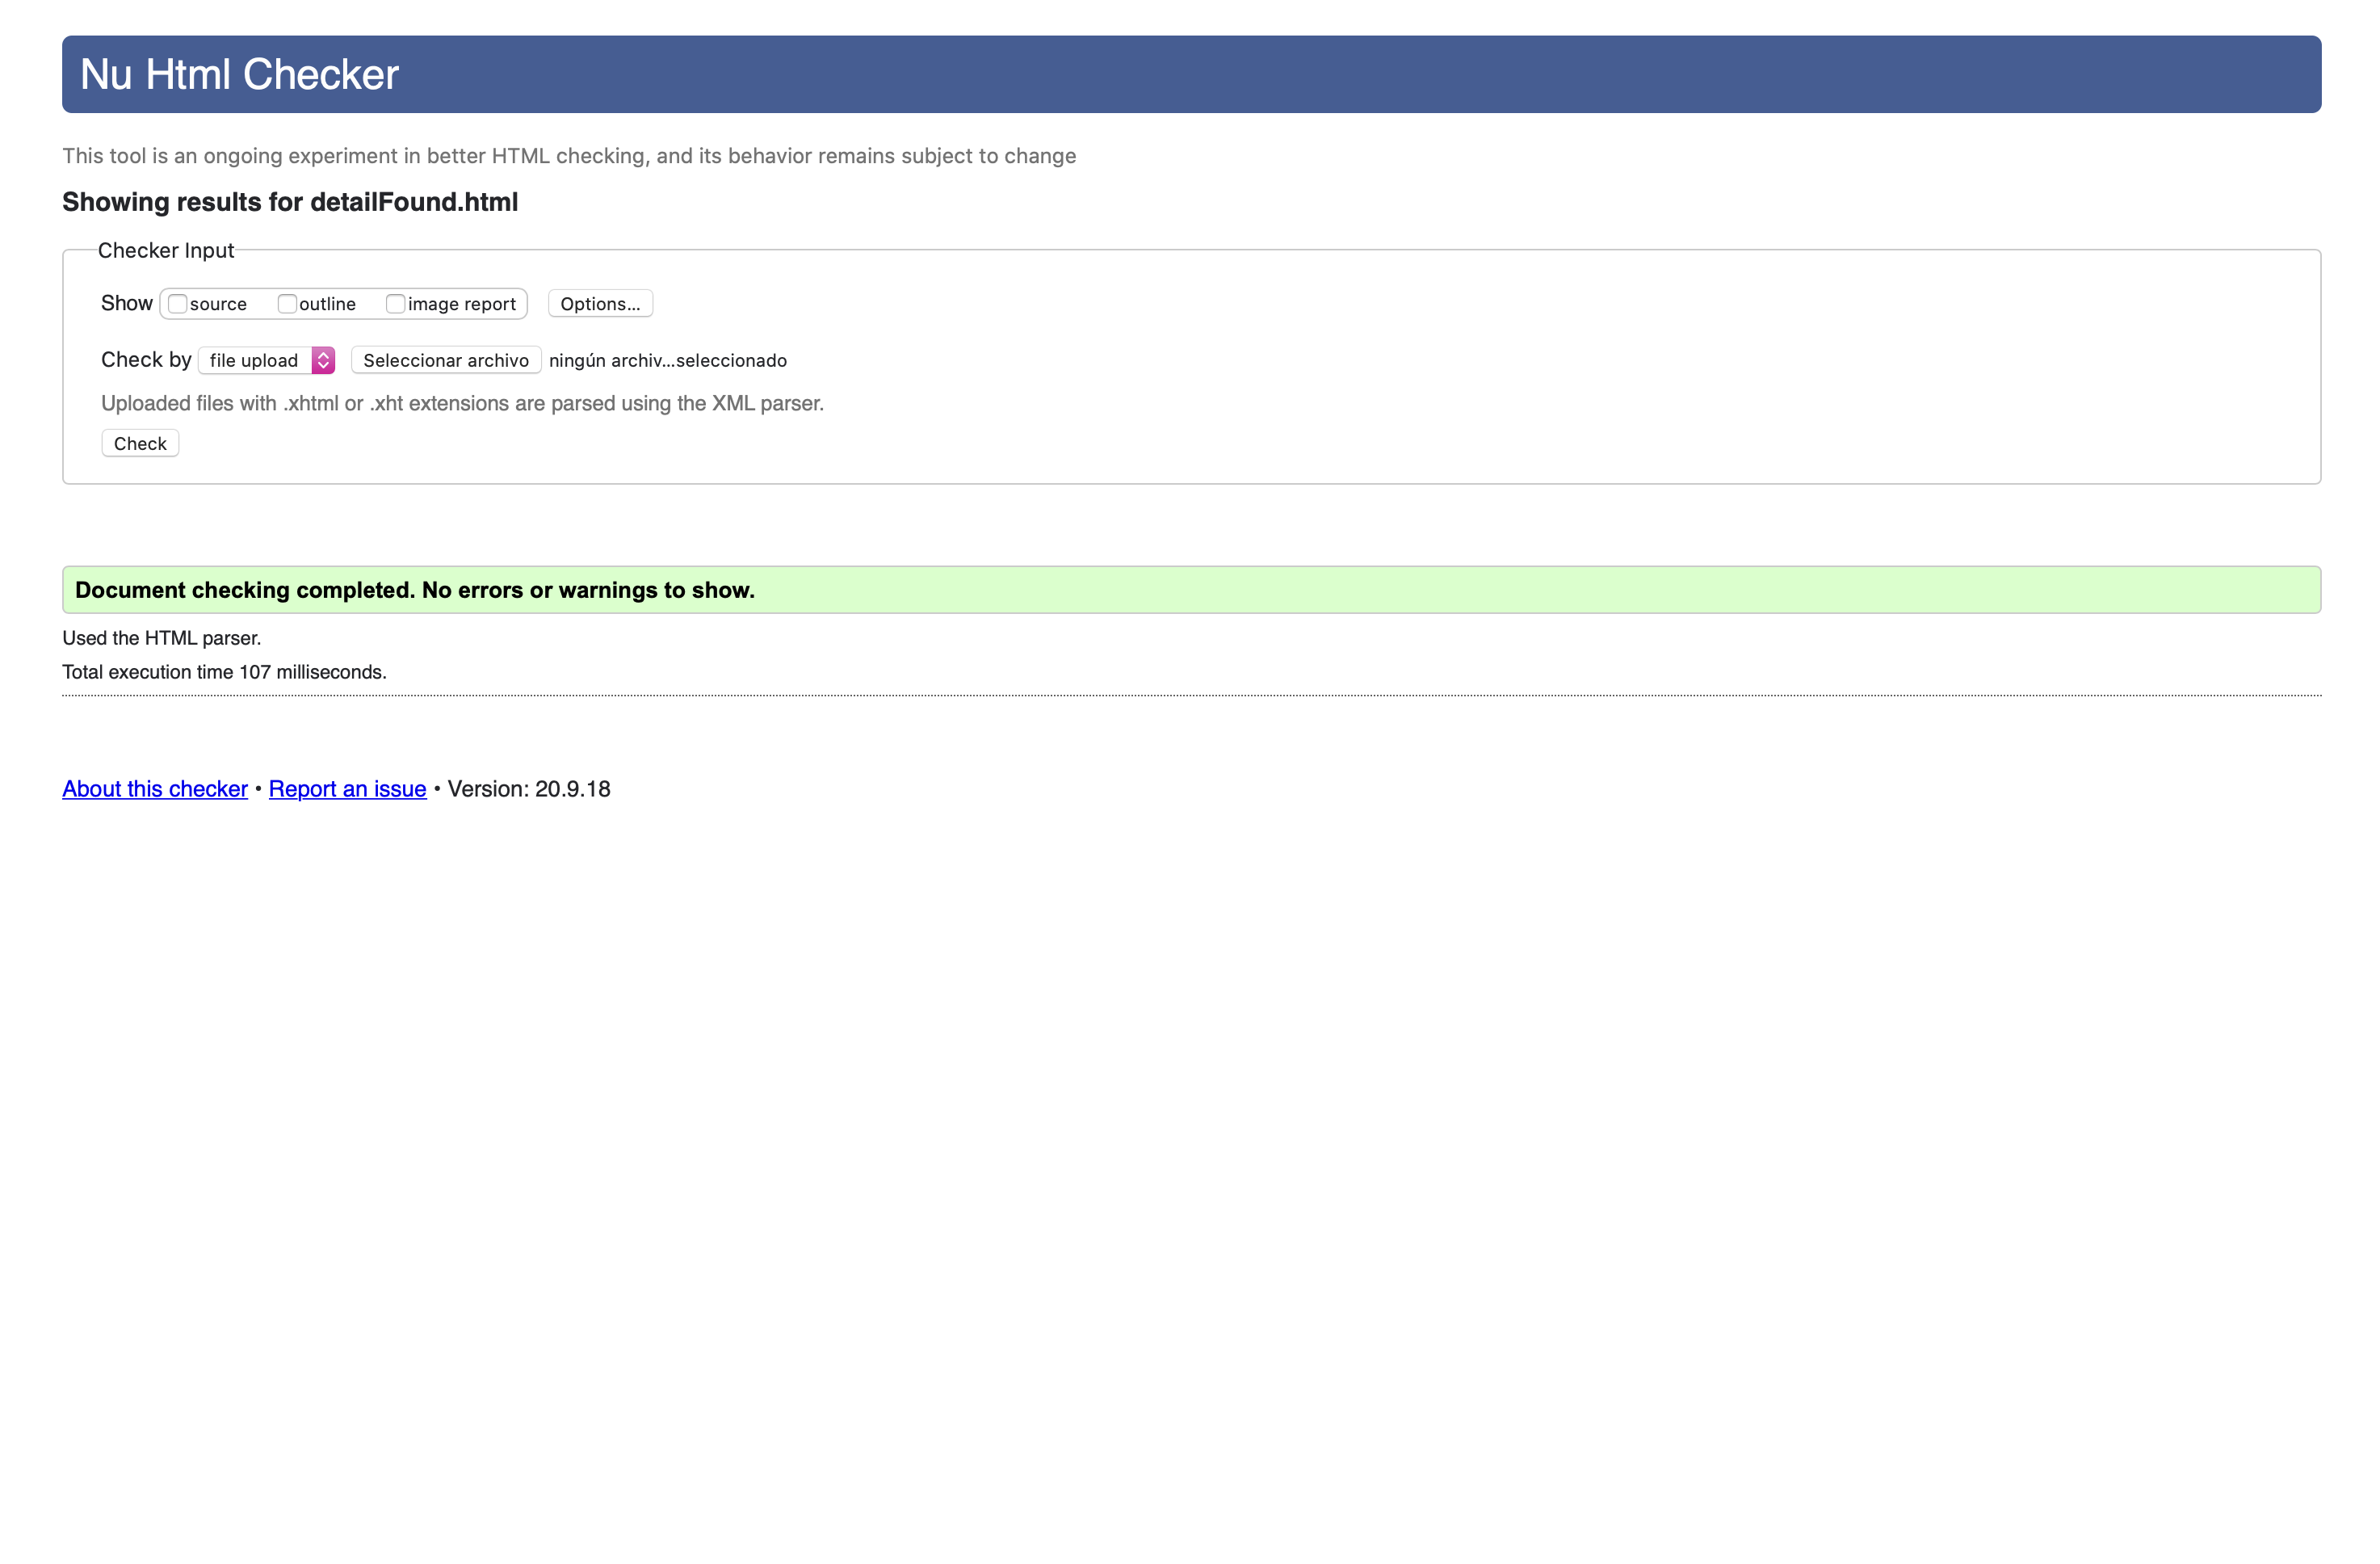 Nu Html Checker
This tool is an ongoing experiment in better HTML checking, and its behavior remains subject to change
Showing results for detailFound.html
Checker Input
Show source outline image report Options...
Check by file upload Seleccionar archivo ningún archiv...seleccionado
Uploaded files with .xhtml or .xht extensions are parsed using the XML parser.
Check
Document checking completed. No errors or warnings to show.
Used the HTML parser.
Total execution time 107 milliseconds.
About this checker • Report an issue • Version: 20.9.18